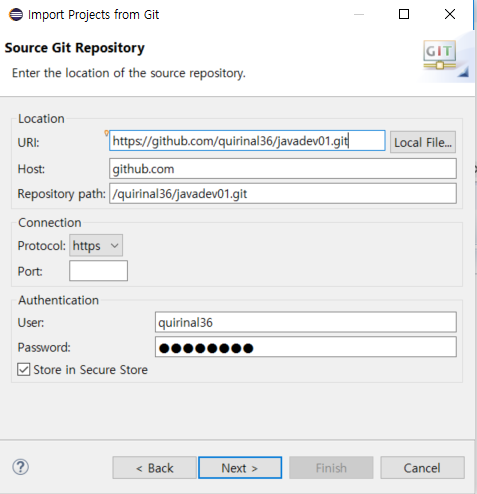 Import Projects from Git
Source Git Repository
Enter the location of the source repository.
GIT
Location
URI: https://github.com/quirinal36/javadev01.git Local File...
Host: github.com
Repository path: /quirinal36/javadev01.git
Connection
Protocol: https
Port:
Authentication
User: quirinal36
Password: ●●●●●●●●
Store in Secure Store
? < Back Next > Finish Cancel